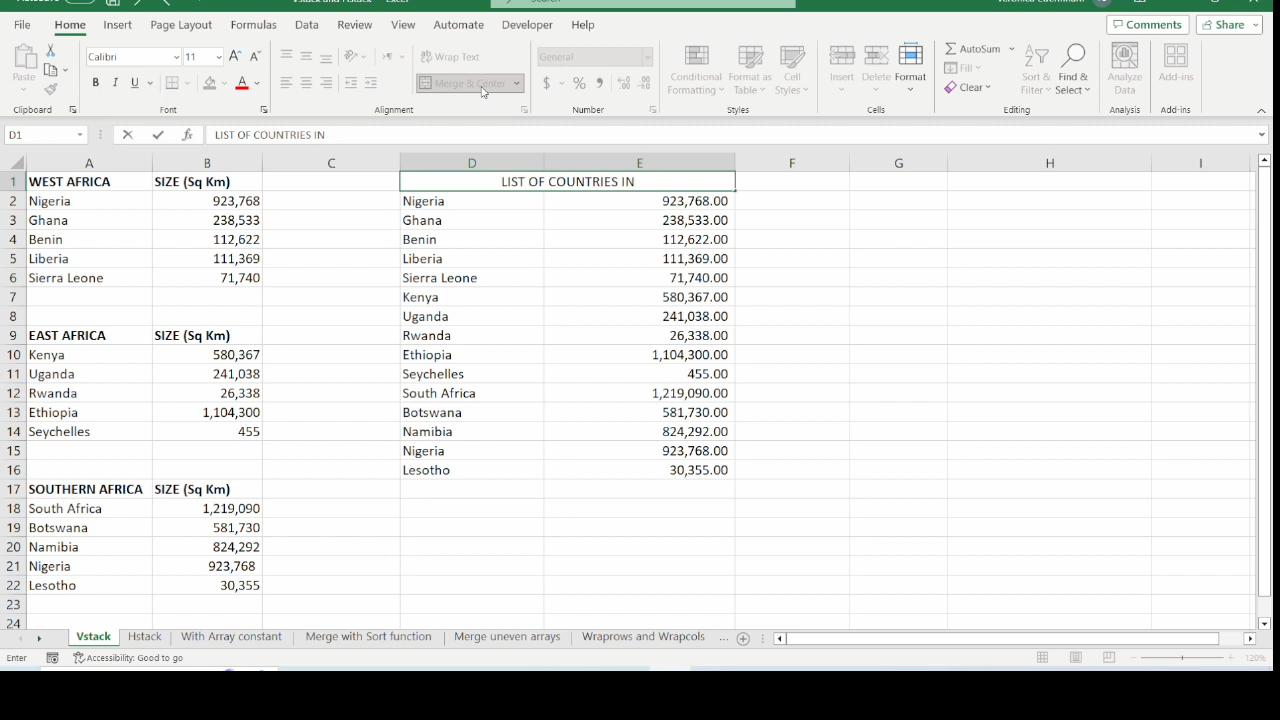 Vstack and Hstack - Excel
Search
File Home Insert Page Layout Formulas Data Review View Automate Developer Help Comments Share
Paste Calibri 11 Wrap Text General Conditional Formatting Format as Table Cell Styles Insert Delete Format AutoSum Fill Clear Sort & Filter Find & Select Analyze Data Add-ins
B I U A Merge & Center $ % ,
Clipboard Font Alignment Number Styles Cells Editing Analysis Add-ins
D1 fx LIST OF COUNTRIES IN
A B C D E F G H I
1 WEST AFRICA SIZE (Sq Km) LIST OF COUNTRIES IN
2 Nigeria 923,768 Nigeria 923,768.00
3 Ghana 238,533 Ghana 238,533.00
4 Benin 112,622 Benin 112,622.00
5 Liberia 111,369 Liberia 111,369.00
6 Sierra Leone 71,740 Sierra Leone 71,740.00
7 Kenya 580,367.00
8 Uganda 241,038.00
9 EAST AFRICA SIZE (Sq Km) Rwanda 26,338.00
10 Kenya 580,367 Ethiopia 1,104,300.00
11 Uganda 241,038 Seychelles 455.00
12 Rwanda 26,338 South Africa 1,219,090.00
13 Ethiopia 1,104,300 Botswana 581,730.00
14 Seychelles 455 Namibia 824,292.00
15 Nigeria 923,768.00
16 Lesotho 30,355.00
17 SOUTHERN AFRICA SIZE (Sq Km)
18 South Africa 1,219,090
19 Botswana 581,730
20 Namibia 824,292
21 Nigeria 923,768
22 Lesotho 30,355
23
24
Vstack Hstack With Array constant Merge with Sort function Merge uneven arrays Wraprows and Wrapcols ...
Enter Accessibility: Good to go 120%